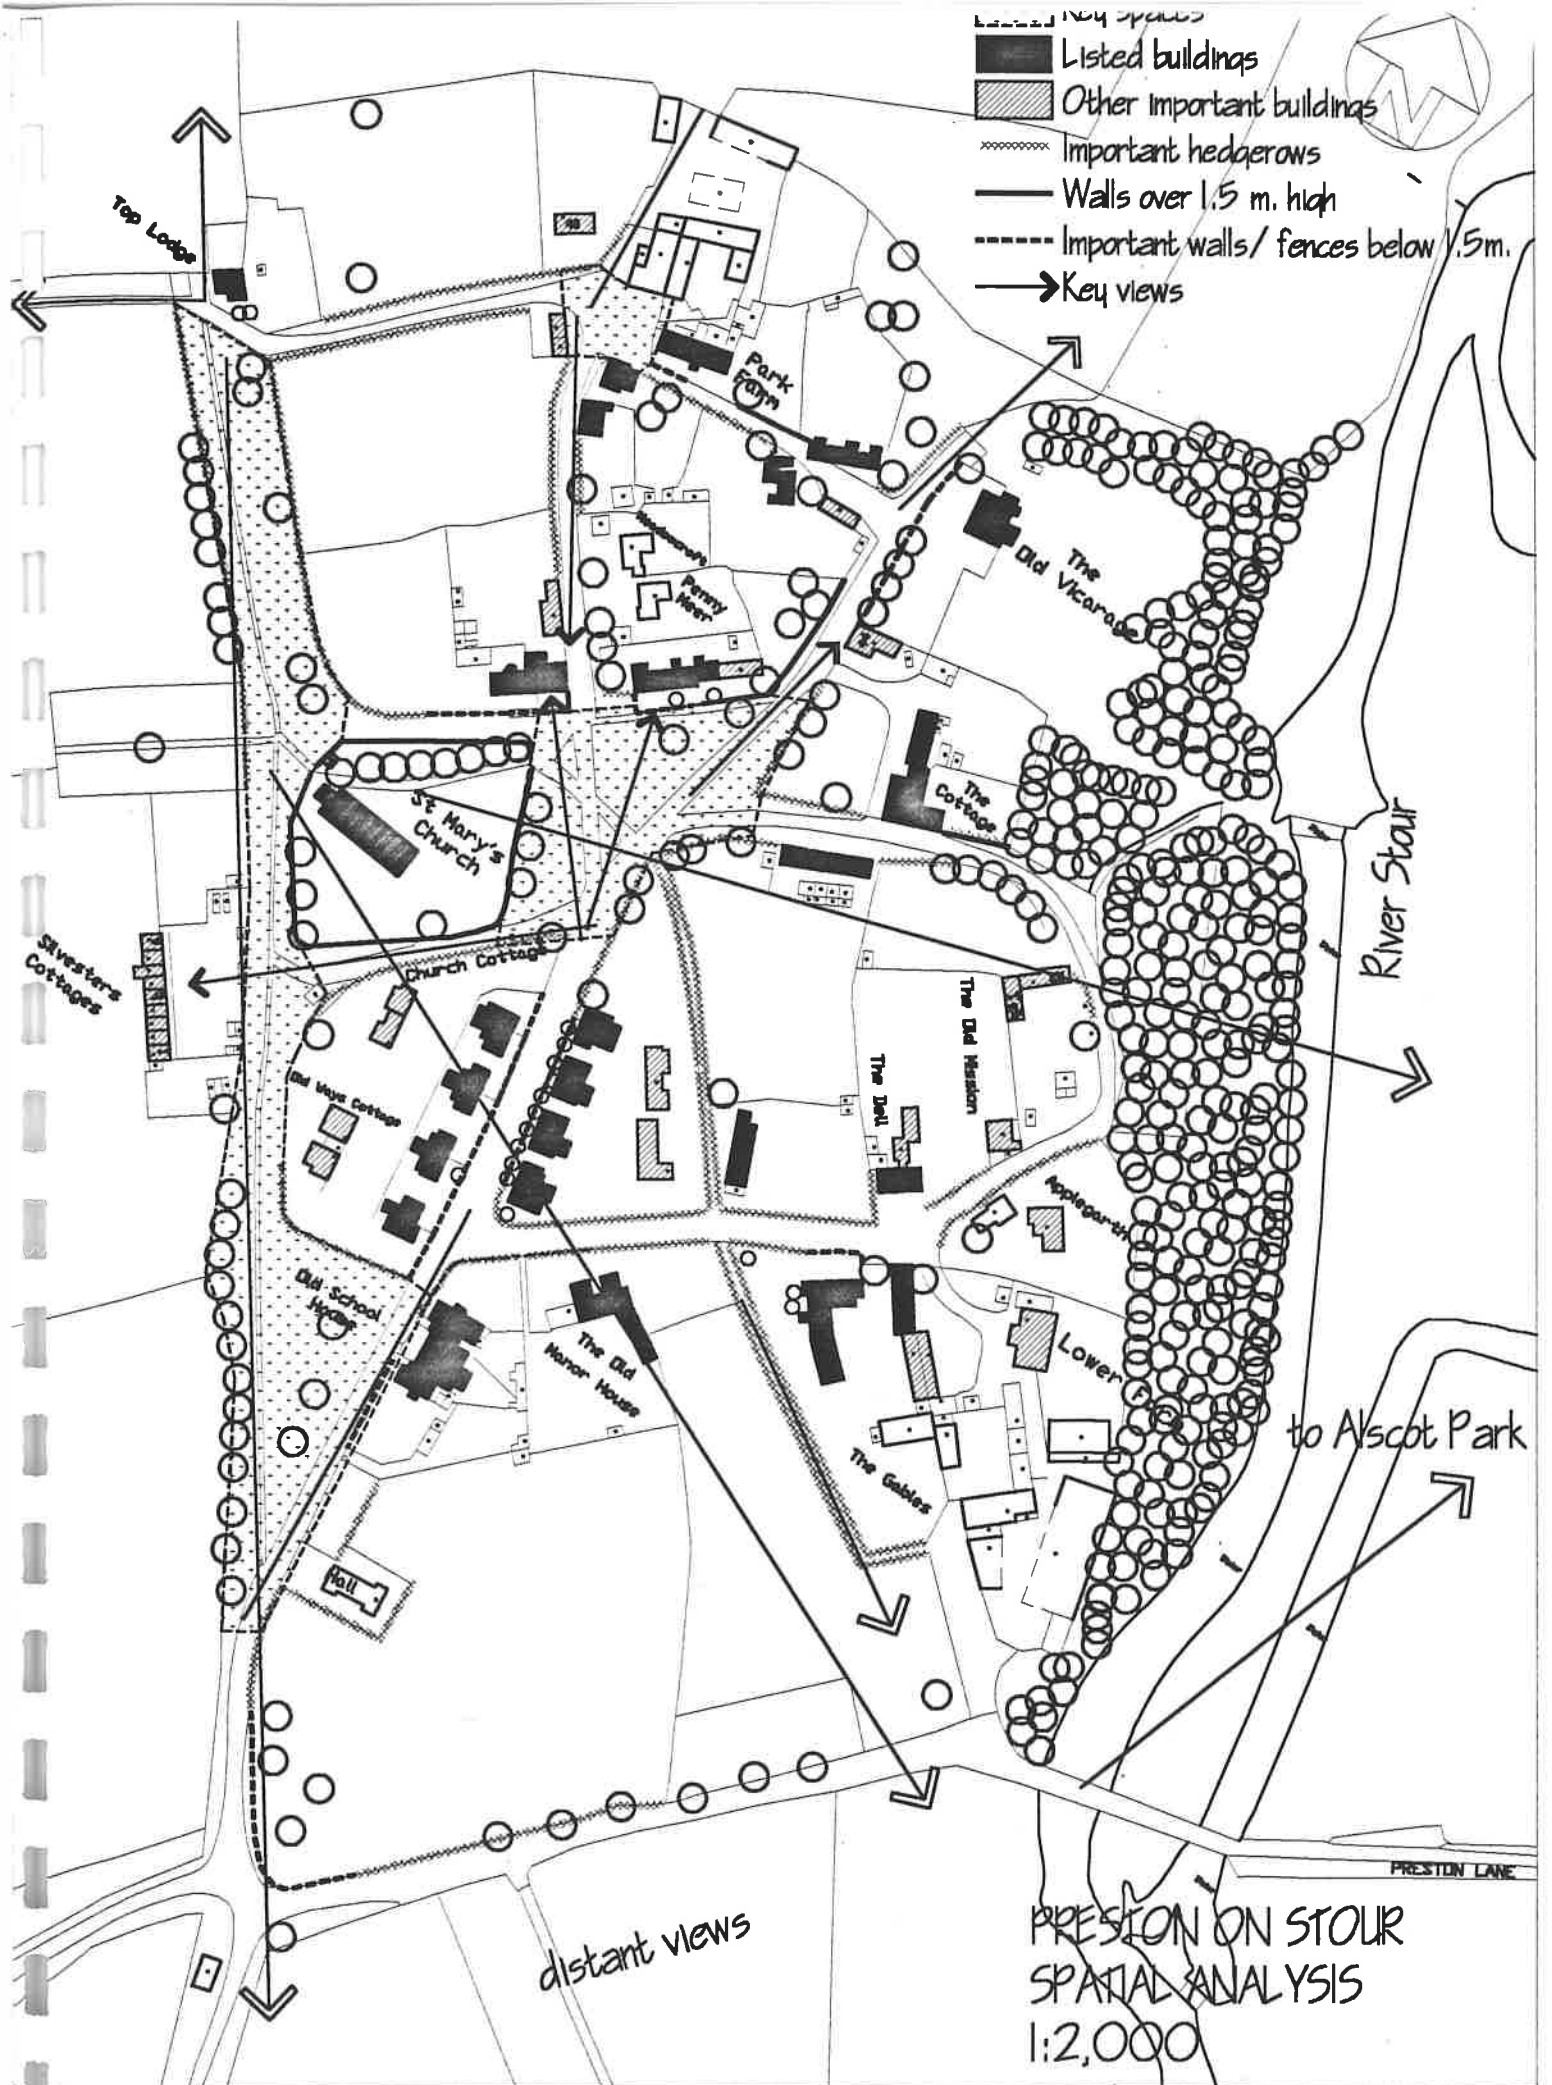 Key spaces
Listed buildings
Other important buildings
Important hedgerows
Walls over 1.5 m. high
Important walls/ fences below 1.5m.
Key views
Top Lodge
Park
Farm
Penny
Meer
The
Old Vicarage
The
Cottage
St Mary's
Church
River Stour
Silvesters
Cottages
Church Cottage
The Old Mission
The Dell
Old Ways Cottage
Applegarth
Old School
House
The Old
Manor House
Lower
The Gables
to Alscot Park
Hall
PRESTON LANE
distant views
PRESTON ON STOUR
SPATIAL ANALYSIS
1:2,000